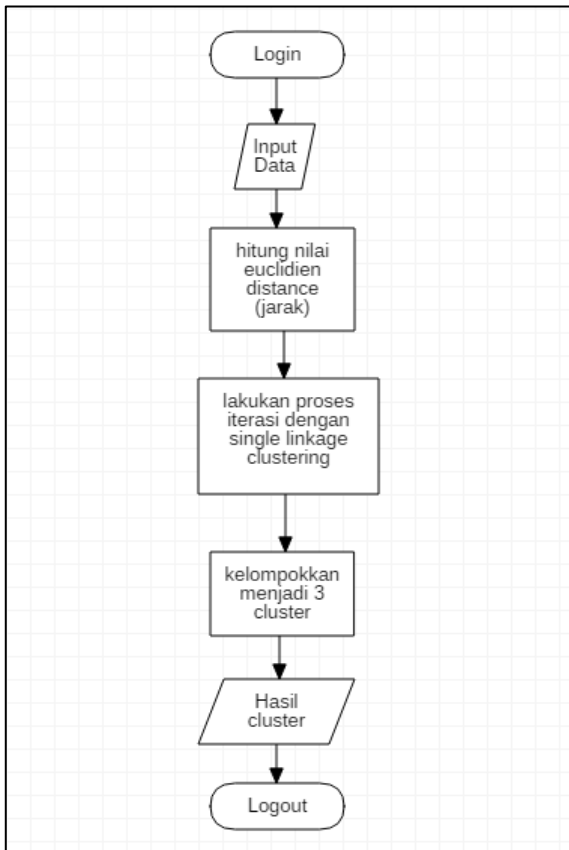 Login
Input
Data
hitung nilai
euclidien
distance
(jarak)
lakukan proses
iterasi dengan
single linkage
clustering
kelompokkan
menjadi 3
cluster
Hasil
cluster
Logout